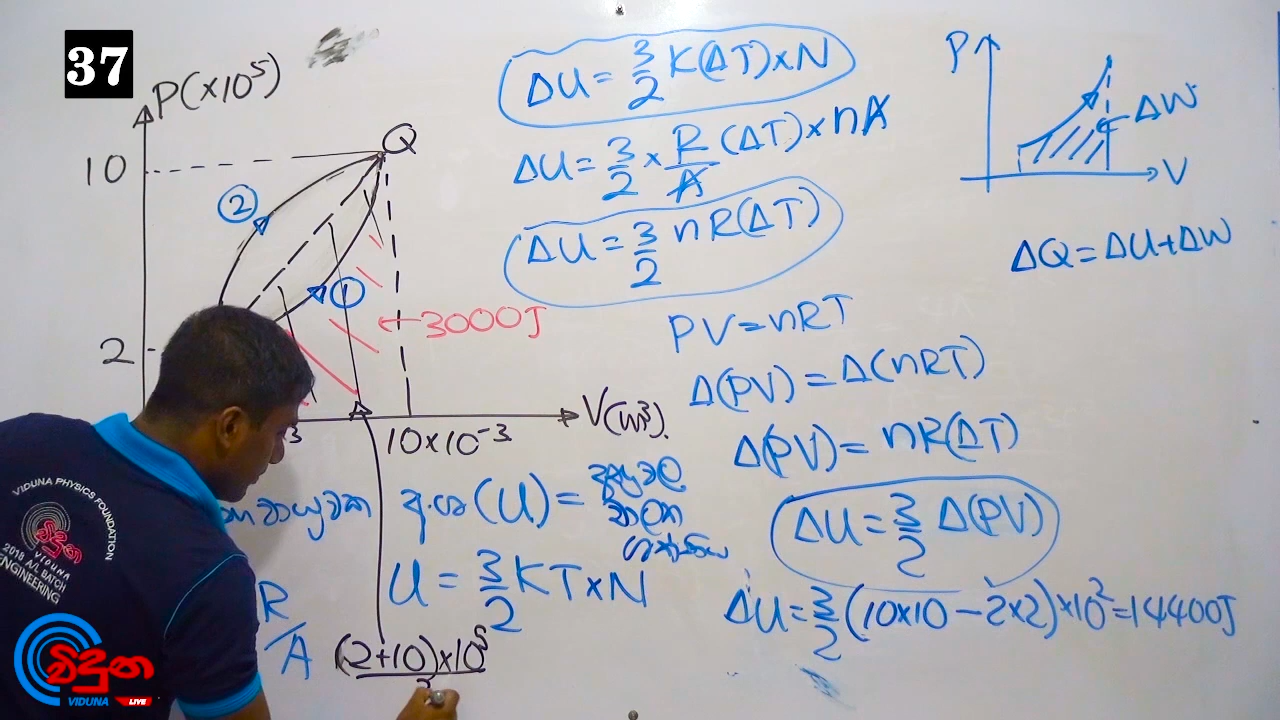 37
P(×10⁵)
Q
10
②
①
←3000J
2
V(m³).
3
10×10⁻³
(U) =
U = 3/2 KT×N
R/A
(2+10)×10⁵
ΔU = 3/2 K(ΔT)×N
ΔU = 3/2 × R/A (ΔT)×nA
ΔU = 3/2 nR(ΔT)
PV = nRT
Δ(PV) = Δ(nRT)
Δ(PV) = nR(ΔT)
ΔU = 3/2 Δ(PV)
ΔU = 3/2 (10×10 − 2×2)×10² = 14400J
P
ΔW
V
ΔQ = ΔU+ΔW
VIDUNA PHYSICS FOUNDATION
විදුන
VIDUNA
2018 A/L BATCH
ENGINEERING
විදුන
VIDUNA LIVE